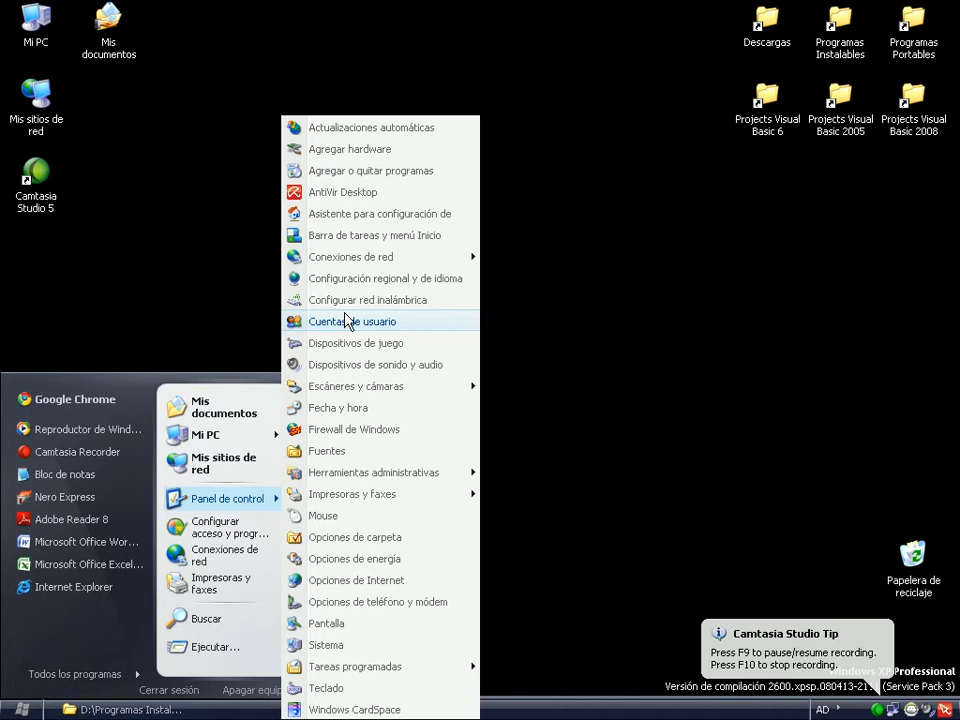 Mi PC
Mis
documentos
Mis sitios de
red
Camtasia
Studio 5
Descargas
Programas
Instalables
Programas
Portables
Projects Visual
Basic 6
Projects Visual
Basic 2005
Projects Visual
Basic 2008
Actualizaciones automáticas
Agregar hardware
Agregar o quitar programas
AntiVir Desktop
Asistente para configuración de
Barra de tareas y menú Inicio
Conexiones de red
Configuración regional y de idioma
Configurar red inalámbrica
Cuentas de usuario
Dispositivos de juego
Dispositivos de sonido y audio
Escáneres y cámaras
Fecha y hora
Firewall de Windows
Fuentes
Herramientas administrativas
Impresoras y faxes
Mouse
Opciones de carpeta
Opciones de energía
Opciones de Internet
Opciones de teléfono y módem
Pantalla
Sistema
Tareas programadas
Teclado
Windows CardSpace
Google Chrome
Reproductor de Wind...
Camtasia Recorder
Bloc de notas
Nero Express
Adobe Reader 8
Microsoft Office Wor...
Microsoft Office Excel...
Internet Explorer
Todos los programas
Mis
documentos
Mi PC
Mis sitios de
red
Panel de control
Configurar
acceso y progr...
Conexiones de
red
Impresoras y
faxes
Buscar
Ejecutar...
Cerrar sesión
Apagar equip
Papelera de
reciclaje
Camtasia Studio Tip
Press F9 to pause/resume recording.
Press F10 to stop recording.
Windows XP Professional
Versión de compilación 2600.xpsp.080413-2111 (Service Pack 3)
D:\Programas Instal...
AD